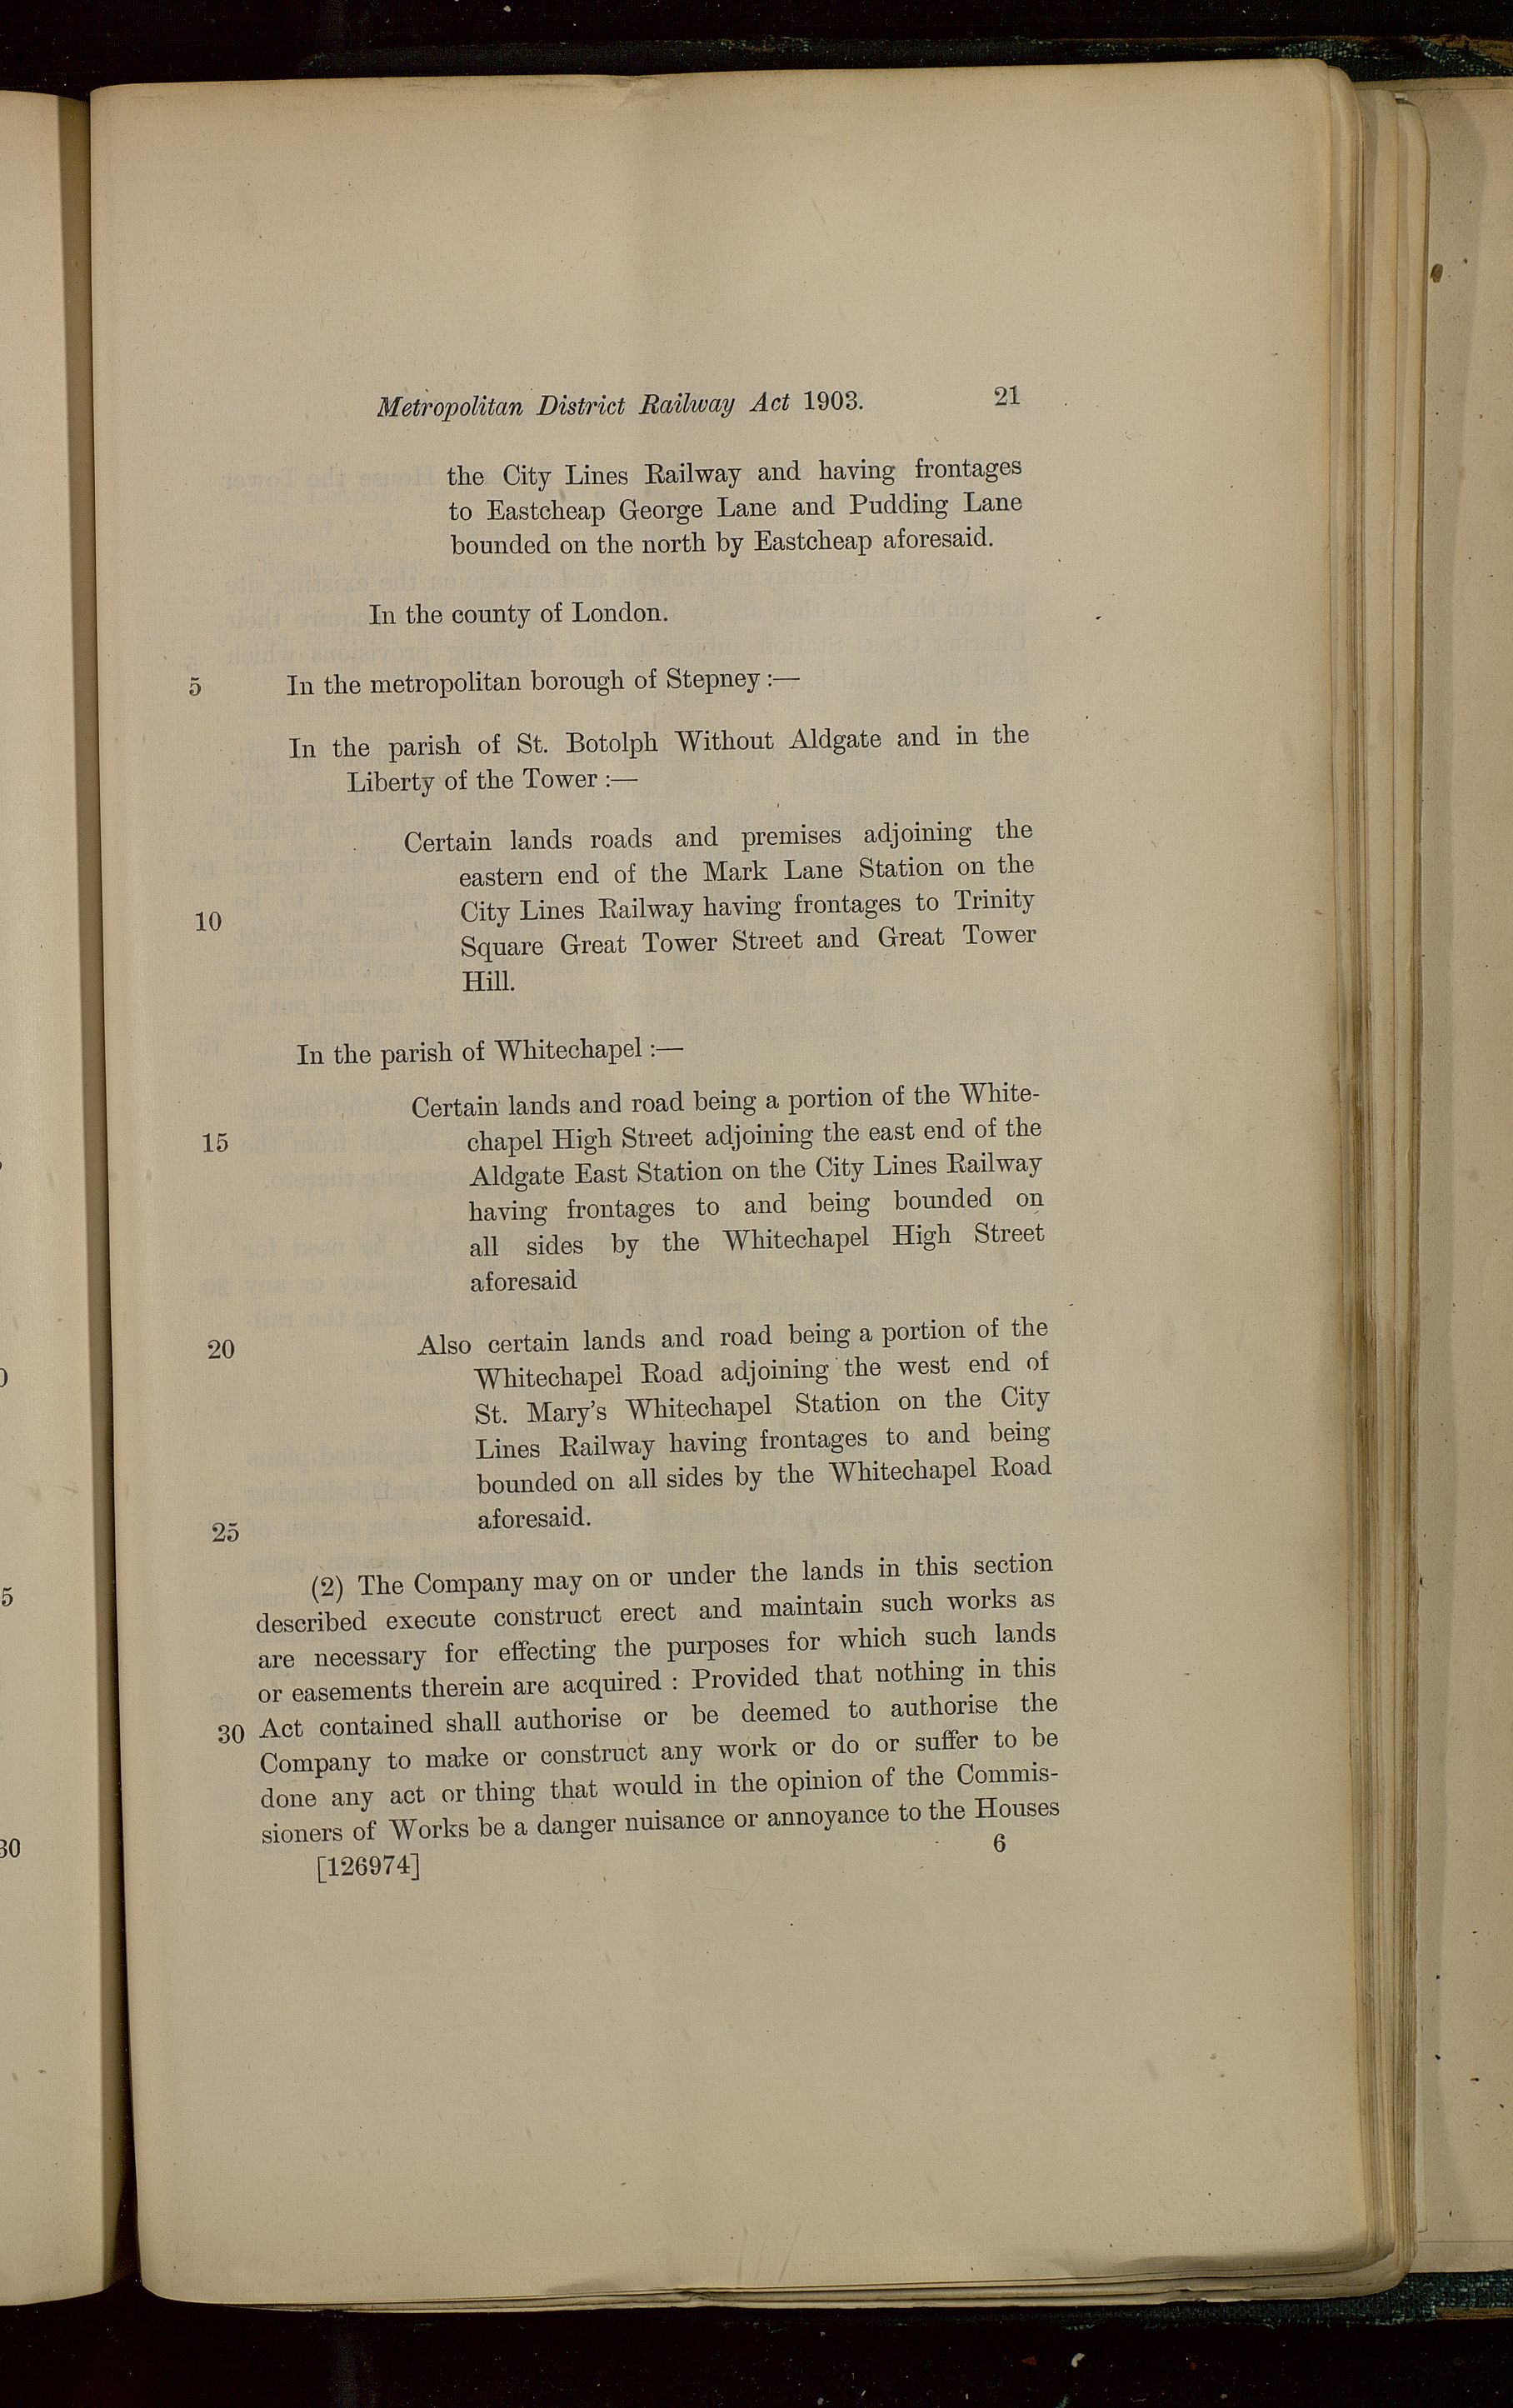 Metropolitan District Railway Act 1903. 21
the City Lines Railway and having frontages
to Eastcheap George Lane and Pudding Lane
bounded on the north by Eastcheap aforesaid.
In the county of London.
5 In the metropolitan borough of Stepney :—
In the parish of St. Botolph Without Aldgate and in the
Liberty of the Tower :—
Certain lands roads and premises adjoining the
eastern end of the Mark Lane Station on the
10 City Lines Railway having frontages to Trinity
Square Great Tower Street and Great Tower
Hill.
In the parish of Whitechapel :—
Certain lands and road being a portion of the White-
15 chapel High Street adjoining the east end of the
Aldgate East Station on the City Lines Railway
having frontages to and being bounded on
all sides by the Whitechapel High Street
aforesaid
20 Also certain lands and road being a portion of the
Whitechapel Road adjoining the west end of
St. Mary's Whitechapel Station on the City
Lines Railway having frontages to and being
bounded on all sides by the Whitechapel Road
25 aforesaid.
(2) The Company may on or under the lands in this section
described execute construct erect and maintain such works as
are necessary for effecting the purposes for which such lands
or easements therein are acquired : Provided that nothing in this
30 Act contained shall authorise or be deemed to authorise the
Company to make or construct any work or do or suffer to be
done any act or thing that would in the opinion of the Commis-
sioners of Works be a danger nuisance or annoyance to the Houses
[126974] 6